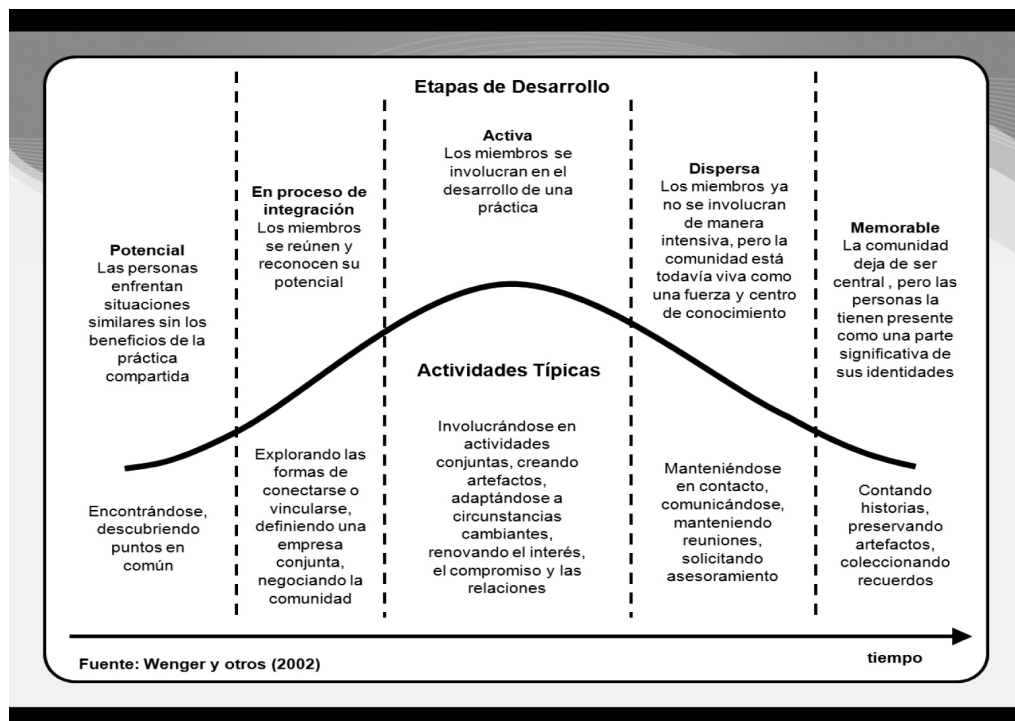 Etapas de Desarrollo
Potencial
Las personas
enfrentan
situaciones
similares sin los
beneficios de la
práctica
compartida
En proceso de
integración
Los miembros
se reúnen y
reconocen su
potencial
Activa
Los miembros se
involucran en el
desarrollo de una
práctica
Dispersa
Los miembros ya
no se involucran
de manera
intensiva, pero la
comunidad está
todavía viva como
una fuerza y centro
de conocimiento
Memorable
La comunidad
deja de ser
central , pero las
personas la
tienen presente
como una parte
significativa de
sus identidades
Actividades Típicas
Encontrándose,
descubriendo
puntos en
común
Explorando las
formas de
conectarse o
vincularse,
definiendo una
empresa
conjunta,
negociando la
comunidad
Involucrándose en
actividades
conjuntas, creando
artefactos,
adaptándose a
circunstancias
cambiantes,
renovando el interés,
el compromiso y las
relaciones
Manteniéndose
en contacto,
comunicándose,
manteniendo
reuniones,
solicitando
asesoramiento
Contando
historias,
preservando
artefactos,
coleccionando
recuerdos
tiempo
Fuente: Wenger y otros (2002)